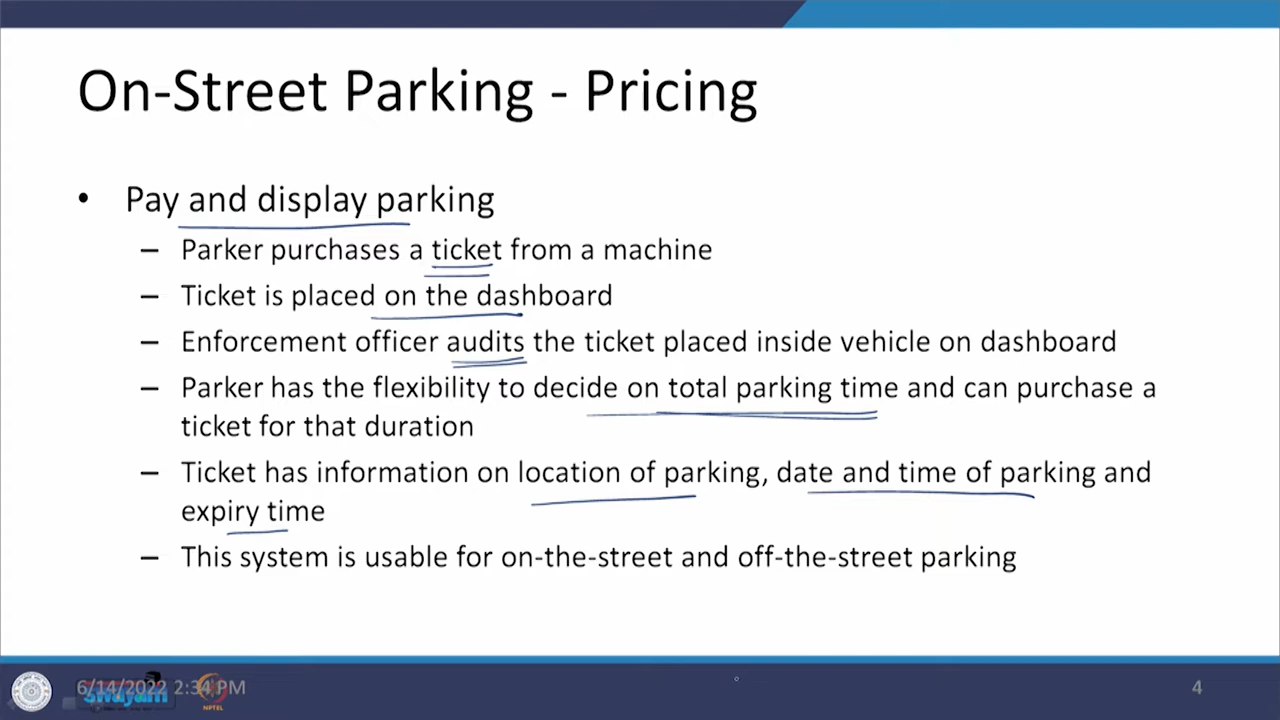 On-Street Parking - Pricing
• Pay and display parking
– Parker purchases a ticket from a machine
– Ticket is placed on the dashboard
– Enforcement officer audits the ticket placed inside vehicle on dashboard
– Parker has the flexibility to decide on total parking time and can purchase a
ticket for that duration
– Ticket has information on location of parking, date and time of parking and
expiry time
– This system is usable for on-the-street and off-the-street parking
6/14/2022 2:34 PM
swayam
NPTEL
4